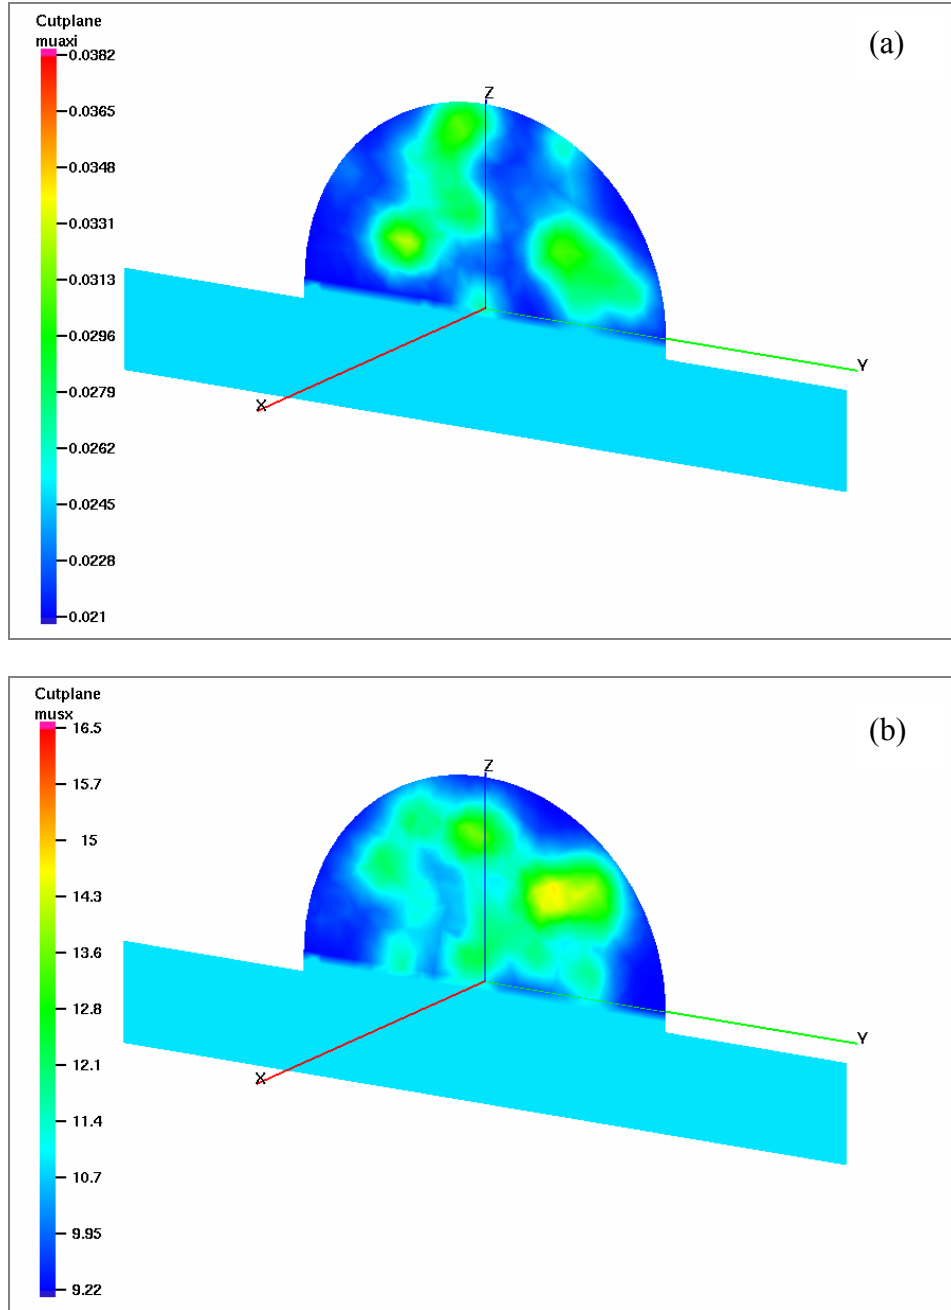 Cutplane
muaxi
(a)
0.0382
0.0365
0.0348
0.0331
0.0313
0.0296
0.0279
0.0262
0.0245
0.0228
0.021
Z
Y
X
Cutplane
musx
(b)
16.5
15.7
15
14.3
13.6
12.8
12.1
11.4
10.7
9.95
9.22
Z
Y
X